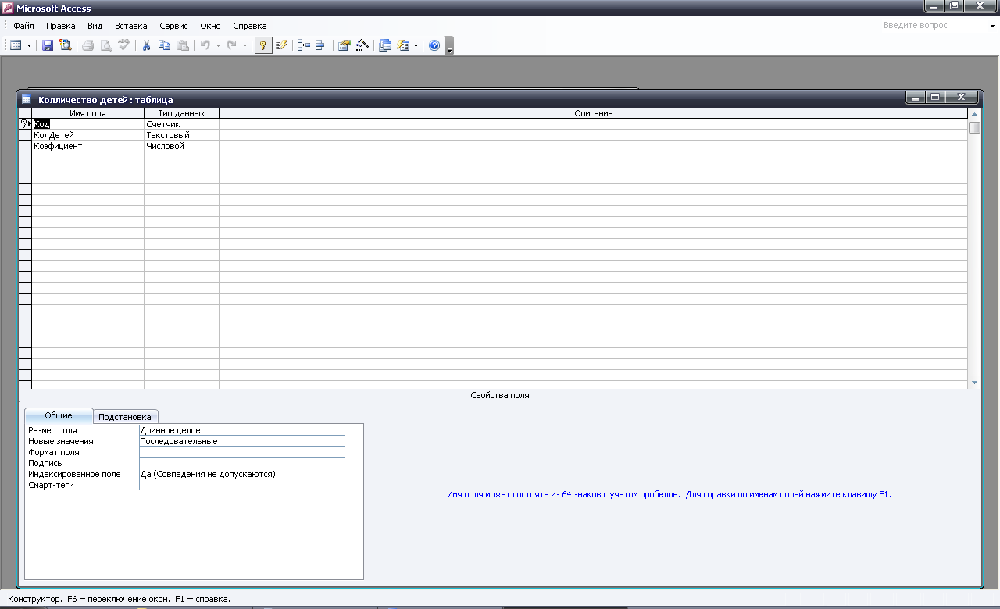 Microsoft Access
Файл Правка Вид Вставка Сервис Окно Справка Введите вопрос
Колличество детей : таблица
Имя поля Тип данных Описание
Код Счетчик
КолДетей Текстовый
Коэфициент Числовой
Свойства поля
Общие Подстановка
Размер поля Длинное целое
Новые значения Последовательные
Формат поля
Подпись
Индексированное поле Да (Совпадения не допускаются)
Смарт-теги
Имя поля может состоять из 64 знаков с учетом пробелов. Для справки по именам полей нажмите клавишу F1.
Конструктор. F6 = переключение окон. F1 = справка.